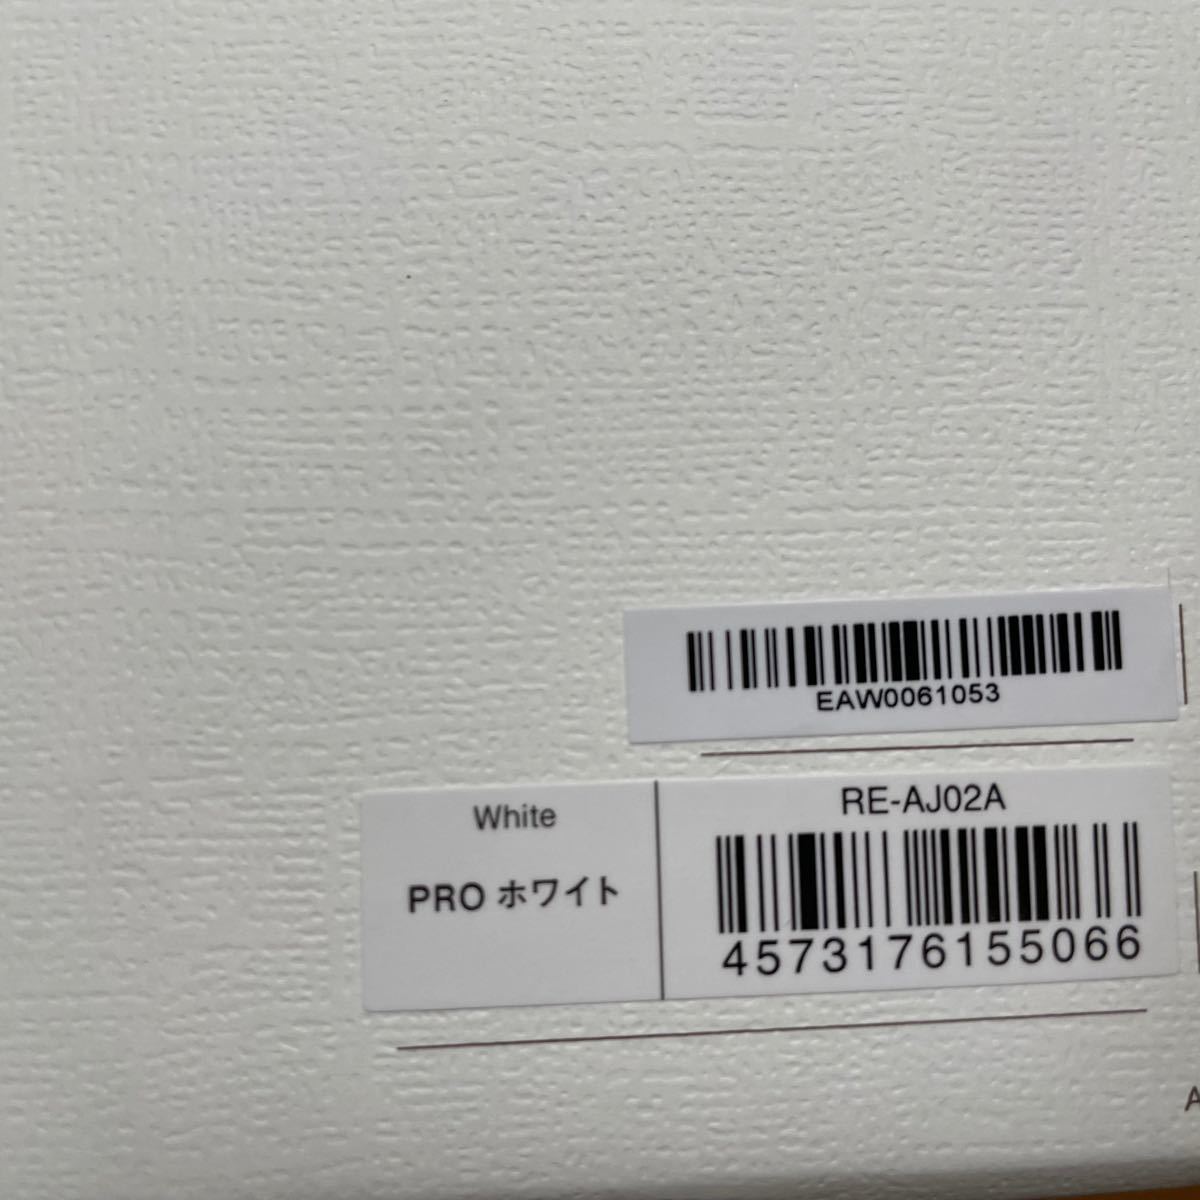 EAW0061053
White
PRO ホワイト
RE-AJ02A
4573176155066
A